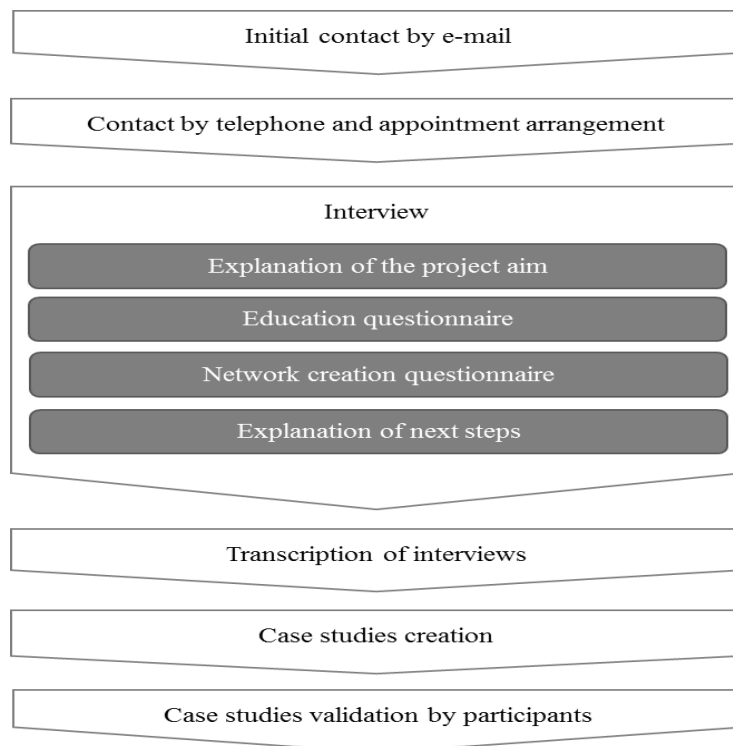 Initial contact by e-mail
Contact by telephone and appointment arrangement
Interview
Explanation of the project aim
Education questionnaire
Network creation questionnaire
Explanation of next steps
Transcription of interviews
Case studies creation
Case studies validation by participants